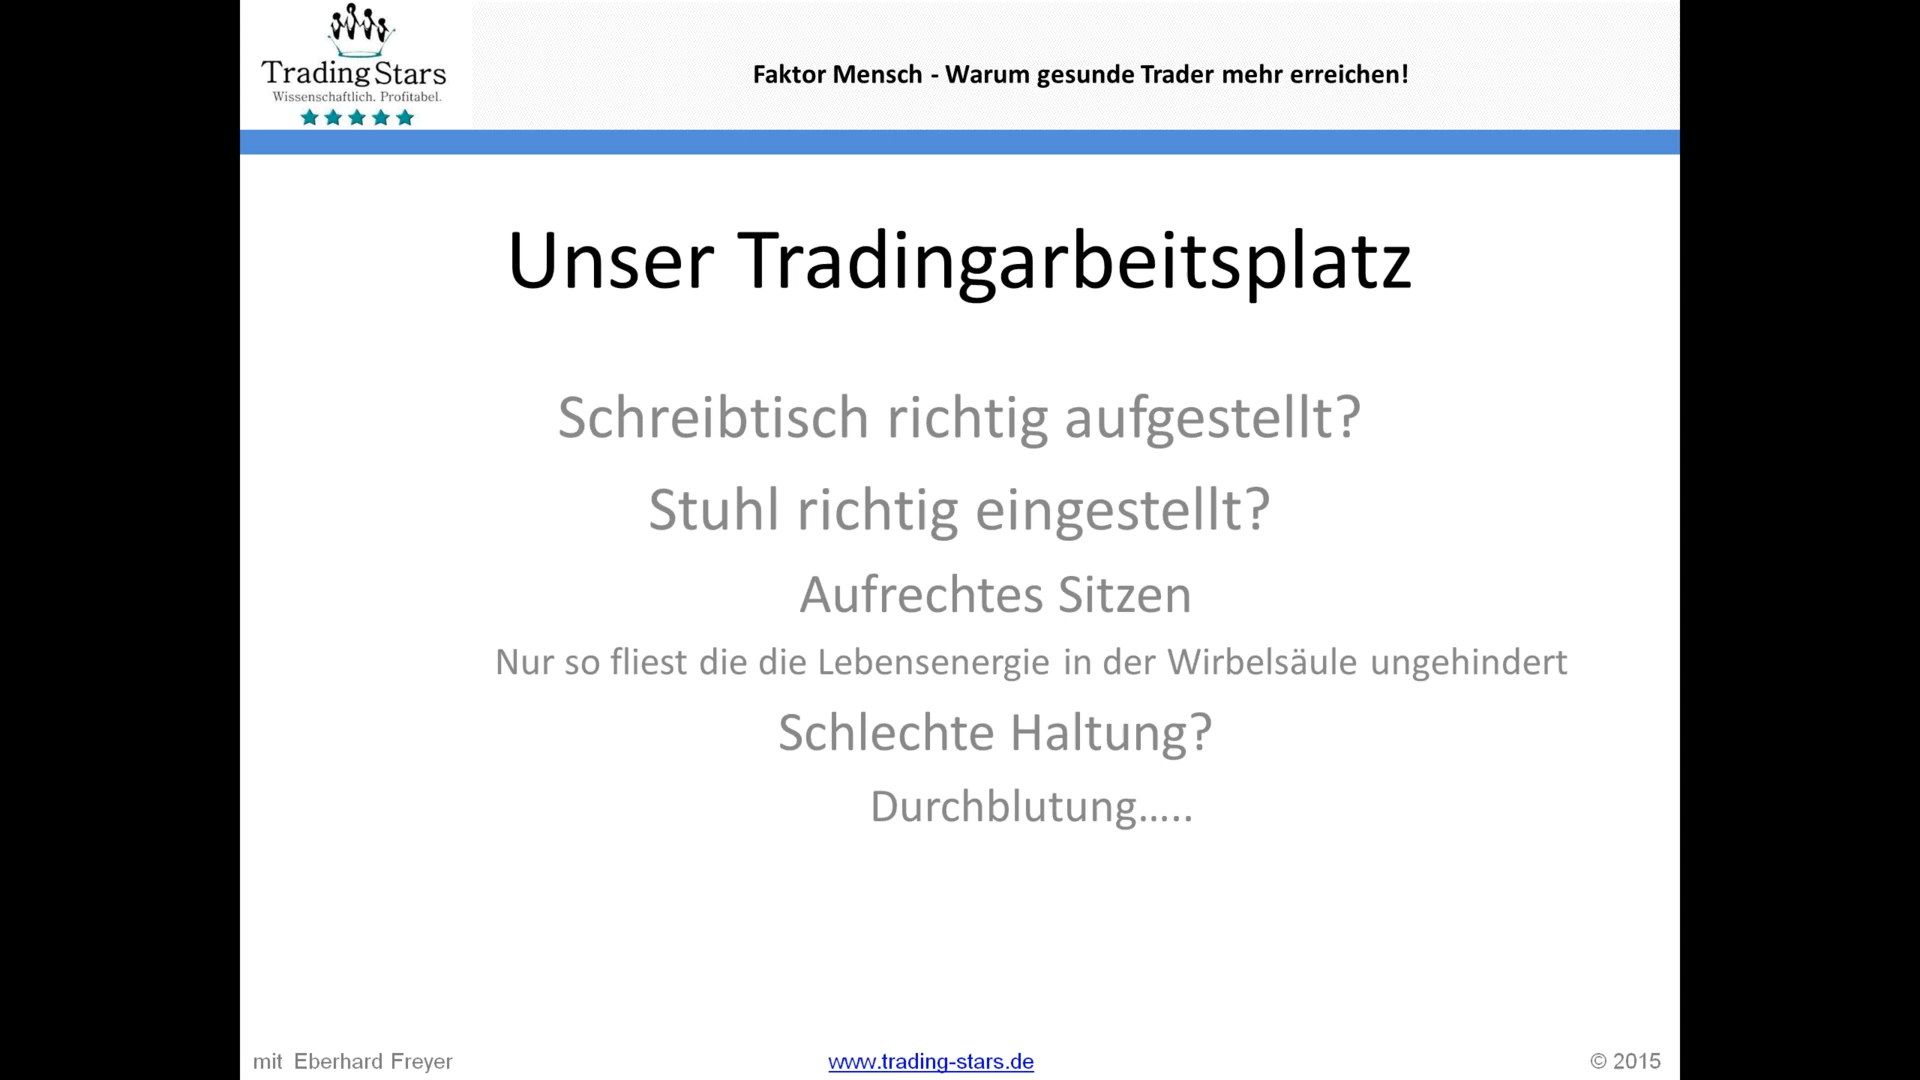 Trading Stars
Wissenschaftlich. Profitabel.
Faktor Mensch - Warum gesunde Trader mehr erreichen!
Unser Tradingarbeitsplatz
Schreibtisch richtig aufgestellt?
Stuhl richtig eingestellt?
Aufrechtes Sitzen
Nur so fliest die die Lebensenergie in der Wirbelsäule ungehindert
Schlechte Haltung?
Durchblutung.....
mit Eberhard Freyer
www.trading-stars.de
© 2015